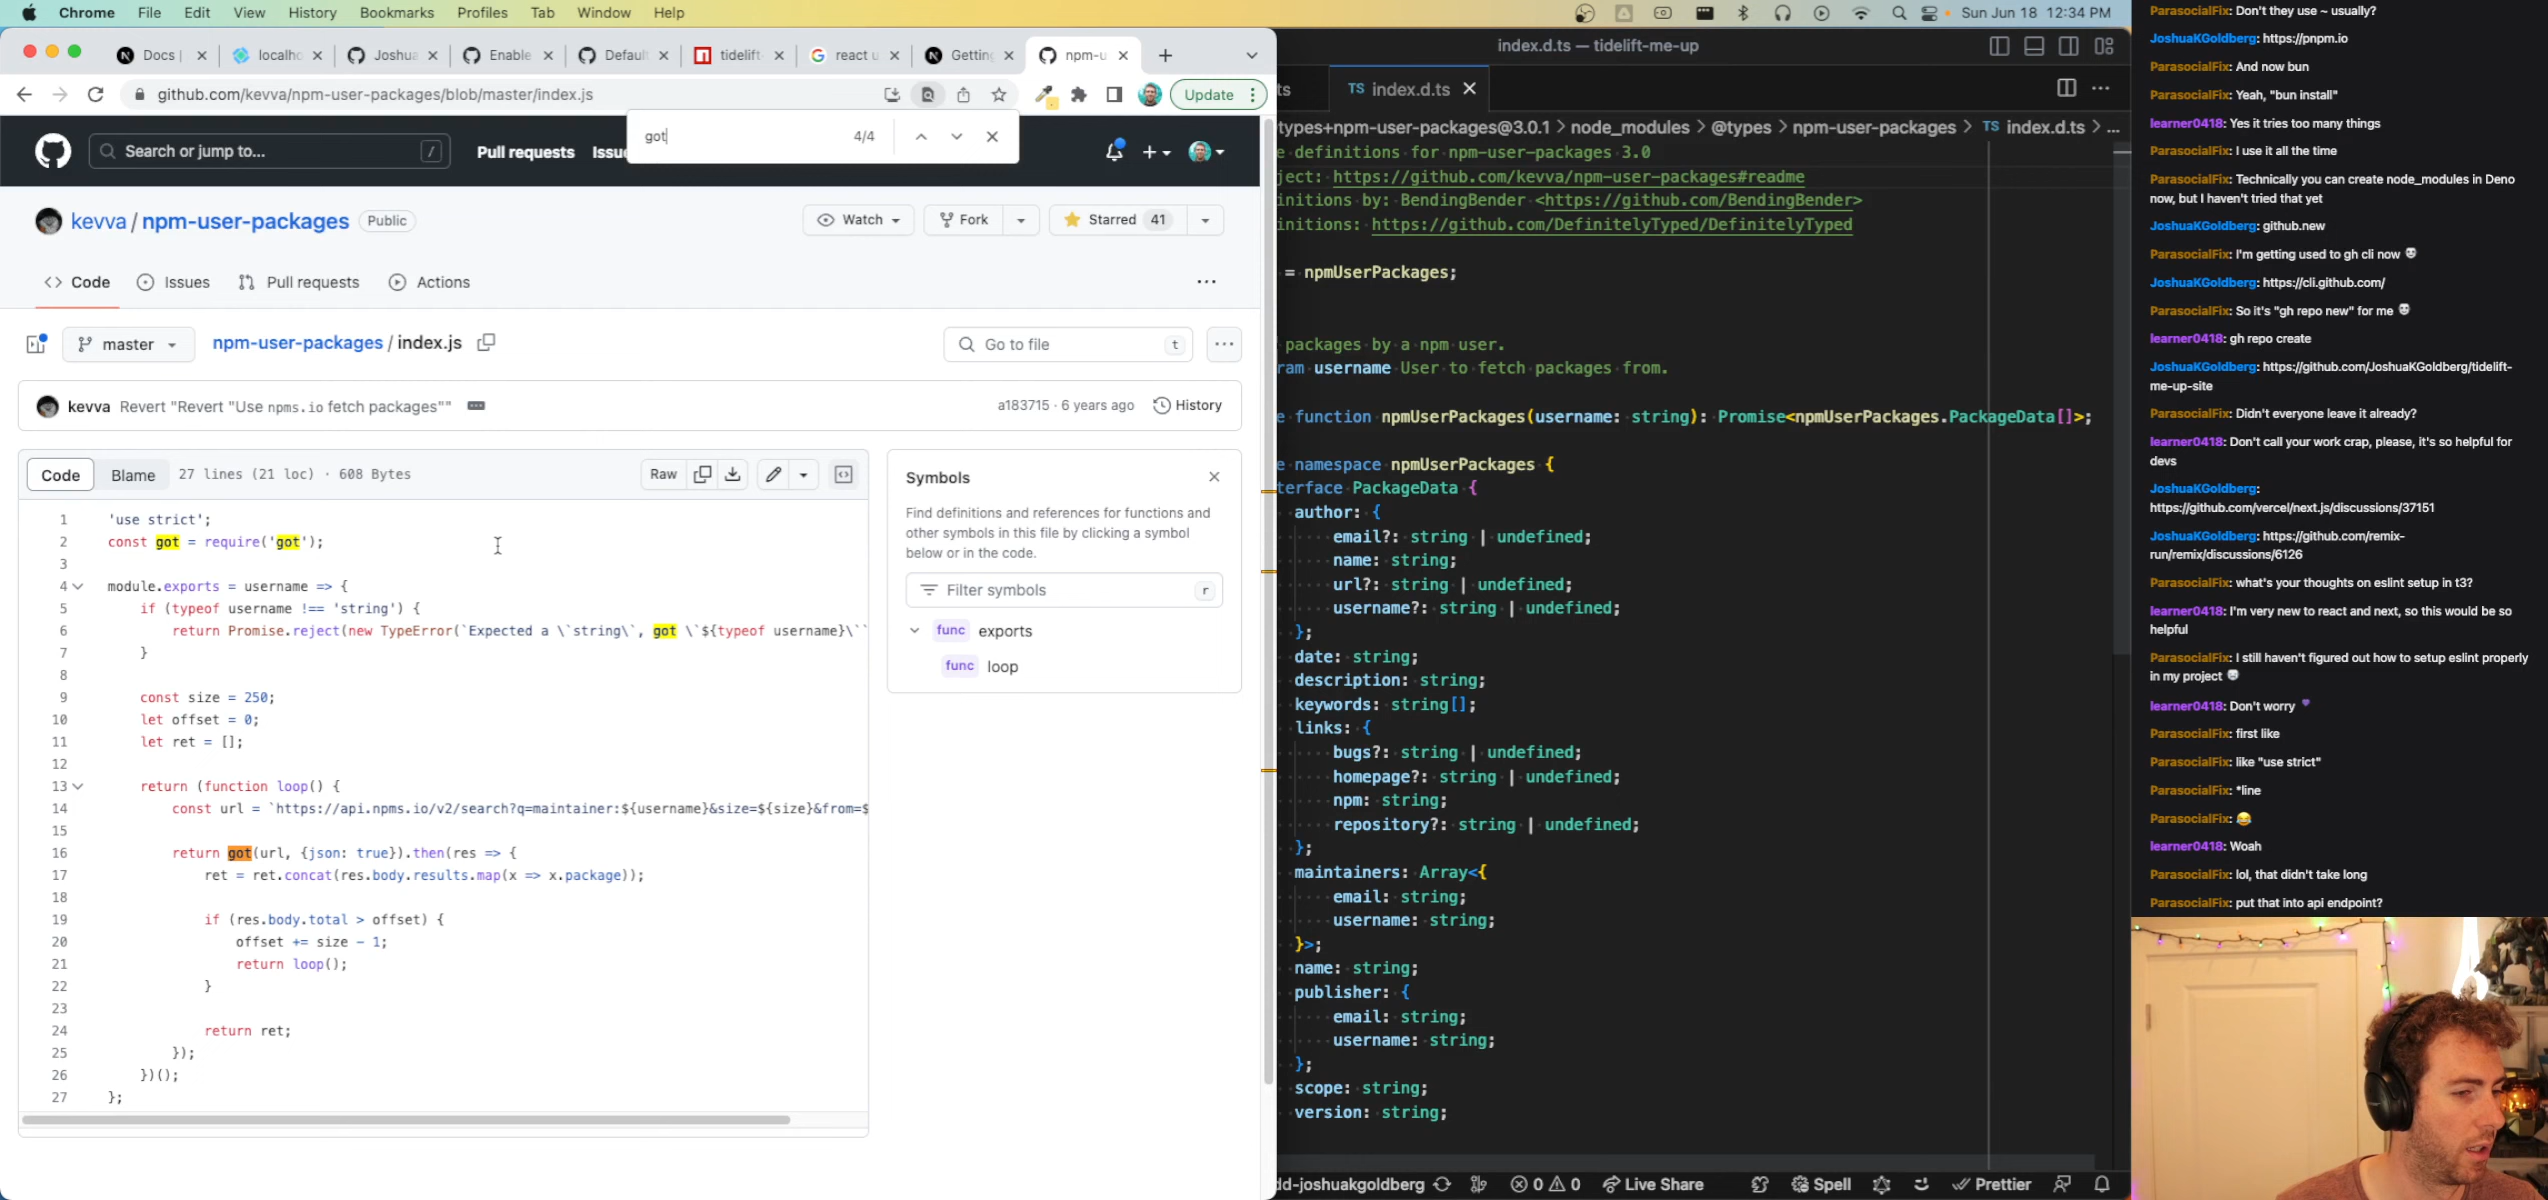 Chrome File Edit View History Bookmarks Profiles Tab Window Help
Sun Jun 18 12:34 PM
Docs | localho Joshua Enable Default tidelift- react u Getting npm-u
github.com/kevva/npm-user-packages/blob/master/index.js
Update
got 4/4
Search or jump to... /
Pull requests Issu
kevva / npm-user-packages Public
Watch Fork Starred 41
Code Issues Pull requests Actions
master npm-user-packages / index.js
Go to file t
kevva Revert "Revert "Use npms.io fetch packages""
a183715 · 6 years ago History
Code Blame 27 lines (21 loc) · 608 Bytes
Raw
1 'use strict';
2 const got = require('got');
3
4 module.exports = username => {
5 if (typeof username !== 'string') {
6 return Promise.reject(new TypeError(`Expected a \`string\`, got \`${typeof username}\``
7 }
8
9 const size = 250;
10 let offset = 0;
11 let ret = [];
12
13 return (function loop() {
14 const url = `https://api.npms.io/v2/search?q=maintainer:${username}&size=${size}&from=$
15
16 return got(url, {json: true}).then(res => {
17 ret = ret.concat(res.body.results.map(x => x.package));
18
19 if (res.body.total > offset) {
20 offset += size - 1;
21 return loop();
22 }
23
24 return ret;
25 });
26 })();
27 };
Symbols
Find definitions and references for functions and
other symbols in this file by clicking a symbol
below or in the code.
Filter symbols r
func exports
func loop
index.d.ts — tidelift-me-up
ts TS index.d.ts
types+npm-user-packages@3.0.1 > node_modules > @types > npm-user-packages > TS index.d.ts > ...
e definitions for npm-user-packages 3.0
ject: https://github.com/kevva/npm-user-packages#readme
initions by: BendingBender <https://github.com/BendingBender>
initions: https://github.com/DefinitelyTyped/DefinitelyTyped
= npmUserPackages;
packages by a npm user.
ram username User to fetch packages from.
e function npmUserPackages(username: string): Promise<npmUserPackages.PackageData[]>;
e namespace npmUserPackages {
terface PackageData {
author: {
email?: string | undefined;
name: string;
url?: string | undefined;
username?: string | undefined;
};
date: string;
description: string;
keywords: string[];
links: {
bugs?: string | undefined;
homepage?: string | undefined;
npm: string;
repository?: string | undefined;
};
maintainers: Array<{
email: string;
username: string;
}>;
name: string;
publisher: {
email: string;
username: string;
};
scope: string;
version: string;
dd-joshuakgoldberg 0 0 Live Share Spell Prettier
ParasocialFix: Don't they use ~ usually?
JoshuaKGoldberg: https://pnpm.io
ParasocialFix: And now bun
ParasocialFix: Yeah, "bun install"
learner0418: Yes it tries too many things
ParasocialFix: I use it all the time
ParasocialFix: Technically you can create node_modules in Deno
now, but I haven't tried that yet
JoshuaKGoldberg: github.new
ParasocialFix: I'm getting used to gh cli now
JoshuaKGoldberg: https://cli.github.com/
ParasocialFix: So it's "gh repo new" for me
learner0418: gh repo create
JoshuaKGoldberg: https://github.com/JoshuaKGoldberg/tidelift-
me-up-site
ParasocialFix: Didn't everyone leave it already?
learner0418: Don't call your work crap, please, it's so helpful for
devs
JoshuaKGoldberg:
https://github.com/vercel/next.js/discussions/37151
JoshuaKGoldberg: https://github.com/remix-
run/remix/discussions/6126
ParasocialFix: what's your thoughts on eslint setup in t3?
learner0418: I'm very new to react and next, so this would be so
helpful
ParasocialFix: I still haven't figured out how to setup eslint properly
in my project
learner0418: Don't worry
ParasocialFix: first like
ParasocialFix: like "use strict"
ParasocialFix: *line
ParasocialFix: 😂
learner0418: Woah
ParasocialFix: lol, that didn't take long
ParasocialFix: put that into api endpoint?